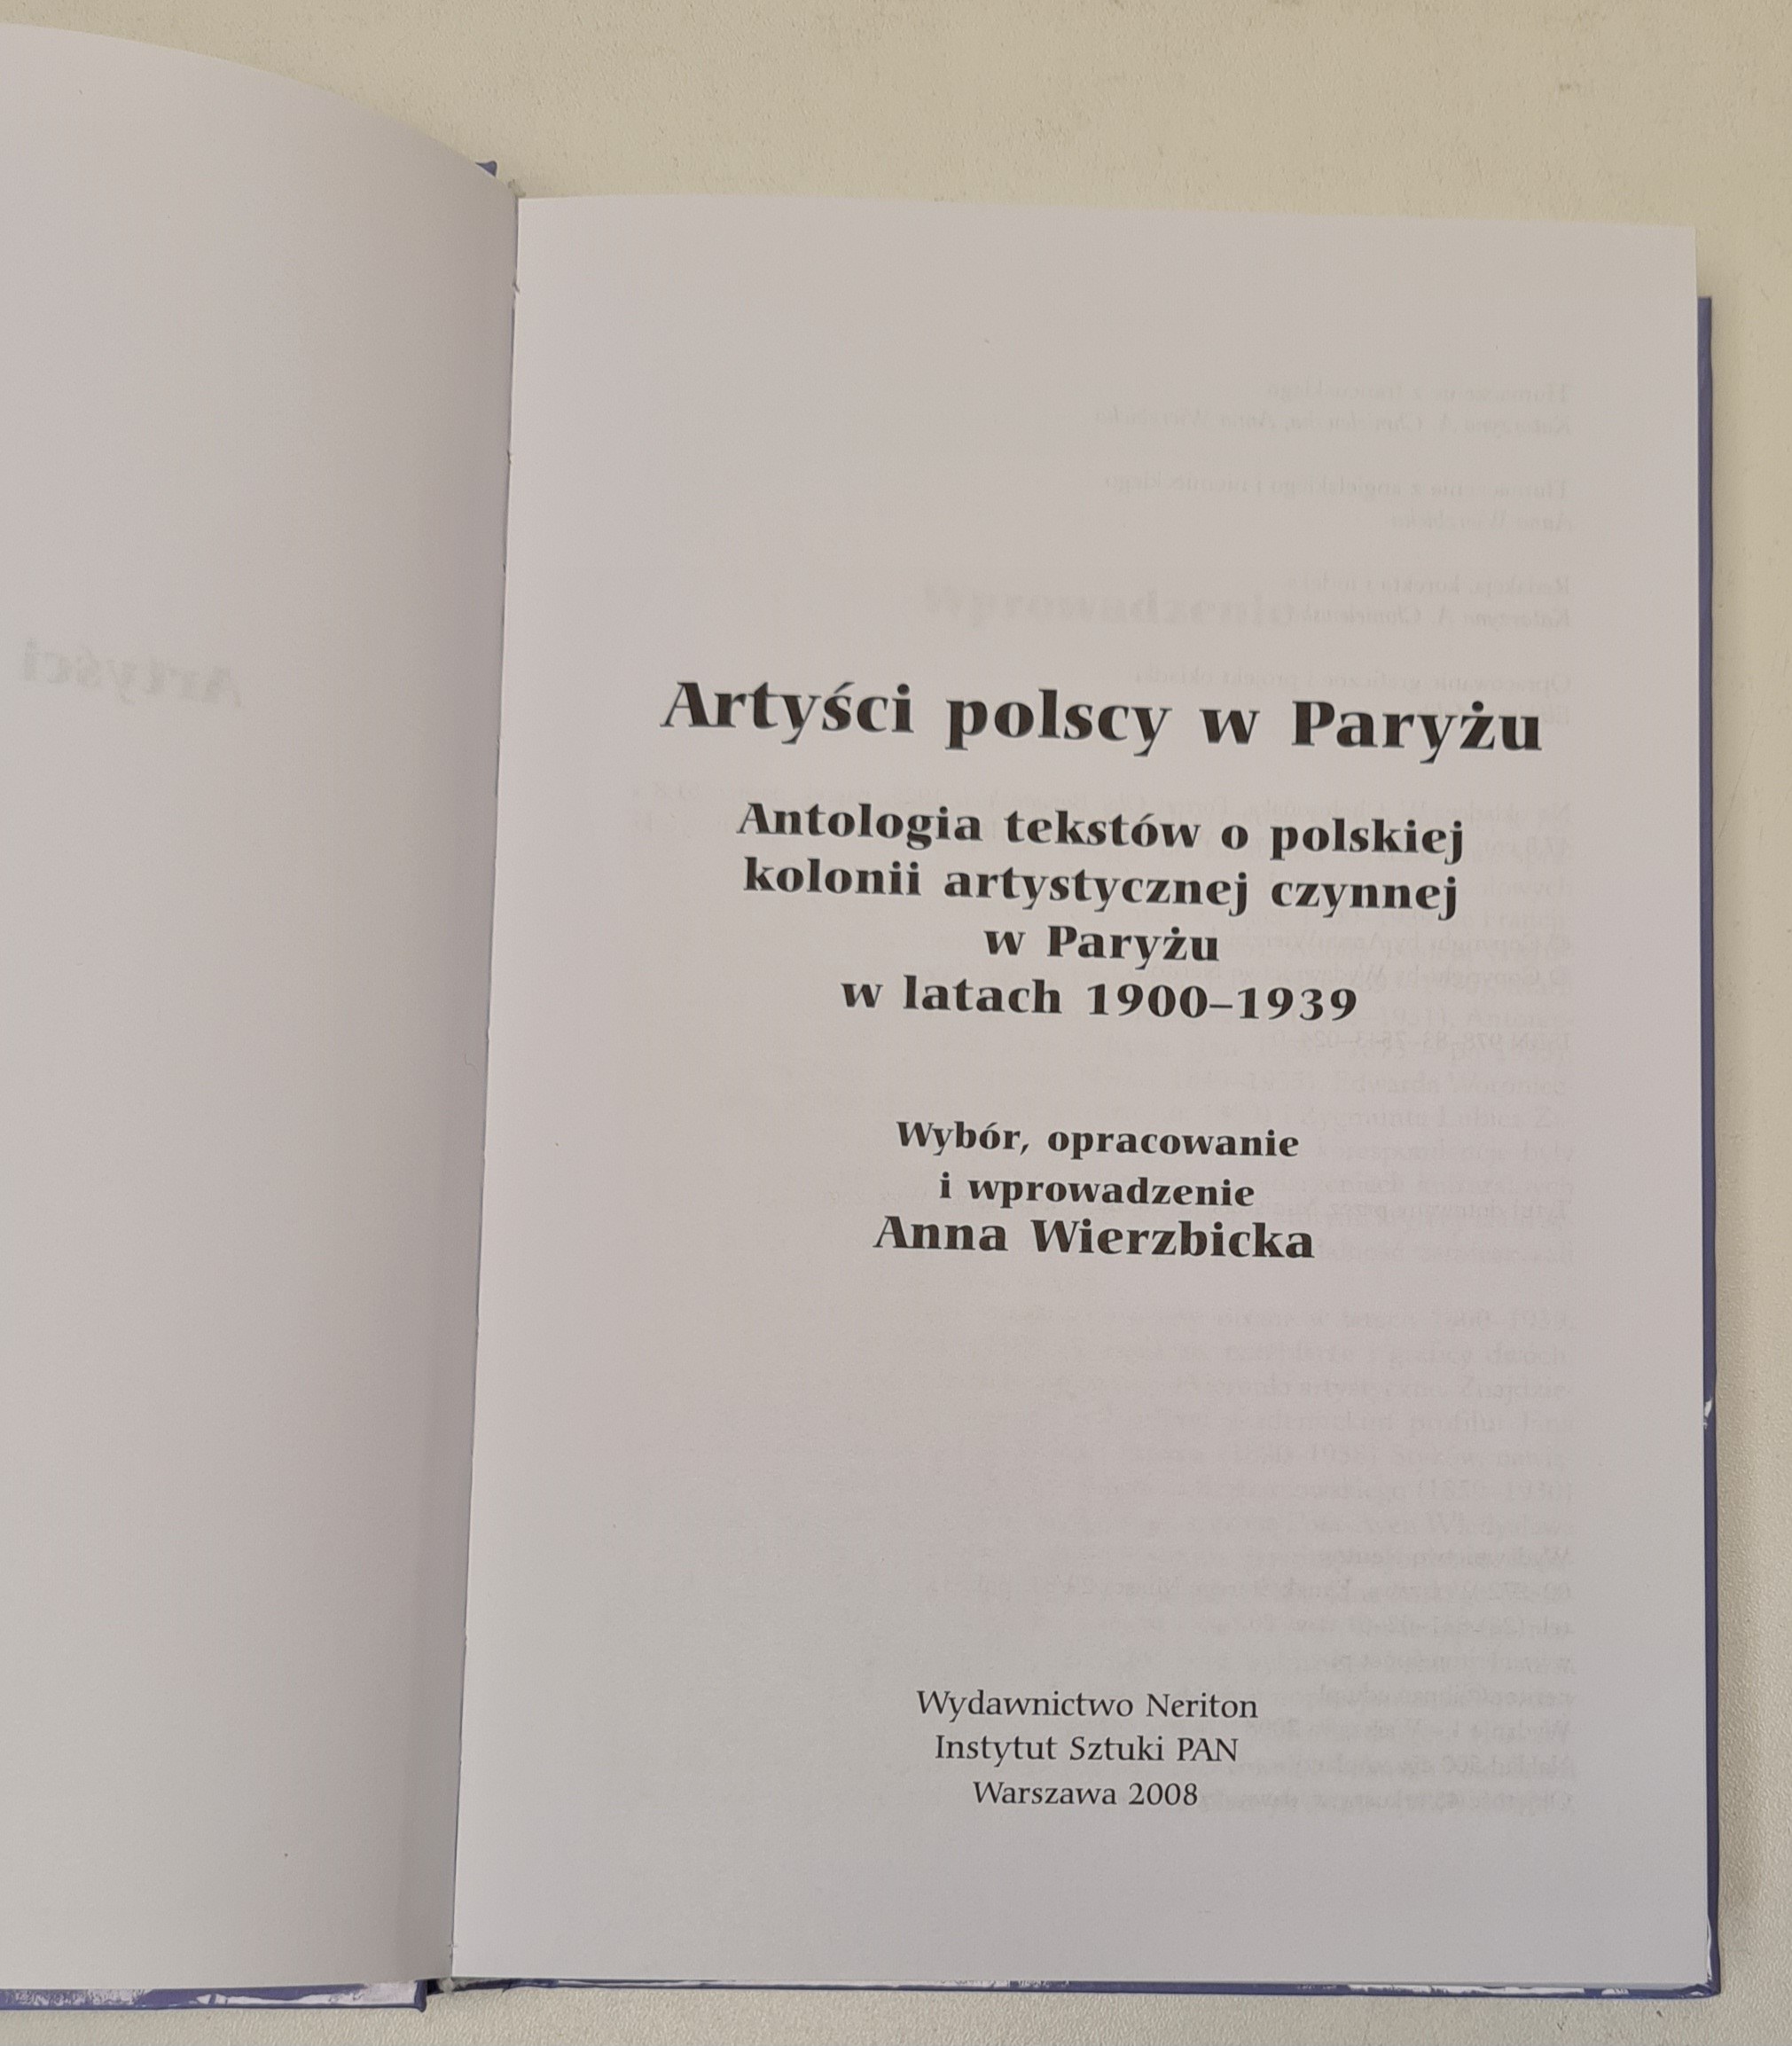 Artyści
Artyści polscy w Paryżu
Antologia tekstów o polskiej
kolonii artystycznej czynnej
w Paryżu
w latach 1900–1939
Wybór, opracowanie
i wprowadzenie
Anna Wierzbicka
Wydawnictwo Neriton
Instytut Sztuki PAN
Warszawa 2008